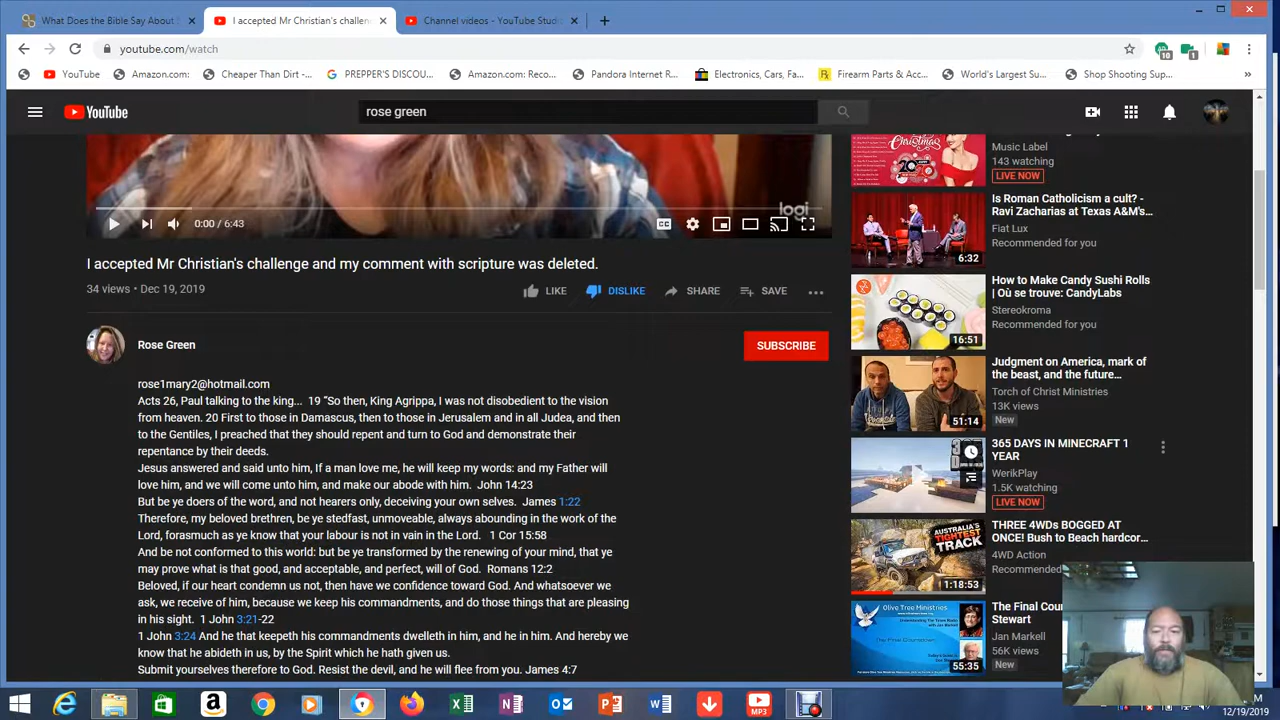 What Does the Bible Say About S
I accepted Mr Christian's challen
Channel videos - YouTube Studi
youtube.com/watch
10
1
YouTube
Amazon.com:
Cheaper Than Dirt -...
PREPPER'S DISCOU...
Amazon.com: Reco...
Pandora Internet R...
Electronics, Cars, Fa...
Firearm Parts & Acc...
World's Largest Su...
Shop Shooting Sup...
YouTube
rose green
logi
0:00 / 6:43
I accepted Mr Christian's challenge and my comment with scripture was deleted.
34 views • Dec 19, 2019
LIKE
DISLIKE
SHARE
SAVE
Rose Green
SUBSCRIBE
rose1mary2@hotmail.com
Acts 26, Paul talking to the king... 19 “So then, King Agrippa, I was not disobedient to the vision
from heaven. 20 First to those in Damascus, then to those in Jerusalem and in all Judea, and then
to the Gentiles, I preached that they should repent and turn to God and demonstrate their
repentance by their deeds.
Jesus answered and said unto him, If a man love me, he will keep my words: and my Father will
love him, and we will come unto him, and make our abode with him. John 14:23
But be ye doers of the word, and not hearers only, deceiving your own selves. James 1:22
Therefore, my beloved brethren, be ye stedfast, unmoveable, always abounding in the work of the
Lord, forasmuch as ye know that your labour is not in vain in the Lord. 1 COr 15:58
And be not conformed to this world: but be ye transformed by the renewing of your mind, that ye
may prove what is that good, and acceptable, and perfect, will of God. Romans 12:2
Beloved, if our heart condemn us not, then have we confidence toward God. And whatsoever we
ask, we receive of him, because we keep his commandments, and do those things that are pleasing
in his sight. 1 John 3:21-22
1 John 3:24 And he that keepeth his commandments dwelleth in him, and he in him. And hereby we
know that he abideth in us, by the Spirit which he hath given us.
Submit yourselves therefore to God. Resist the devil, and he will flee from you. James 4:7
Christmas
Music Label
143 watching
LIVE NOW
Is Roman Catholicism a cult? -
Ravi Zacharias at Texas A&M's...
Fiat Lux
Recommended for you
6:32
How to Make Candy Sushi Rolls
| Où se trouve: CandyLabs
Stereokroma
Recommended for you
16:51
Judgment on America, mark of
the beast, and the future...
Torch of Christ Ministries
13K views
New
51:14
365 DAYS IN MINECRAFT 1
YEAR
WerikPlay
1.5K watching
LIVE NOW
AUSTRALIA'S
TIGHTEST
TRACK
1:18:53
THREE 4WDs BOGGED AT
ONCE! Bush to Beach hardcor...
4WD Action
Recommended
Olive Tree Ministries
The Final Countdown
55:35
The Final Cou
Stewart
Jan Markell
56K views
New
MP3
12/19/2019